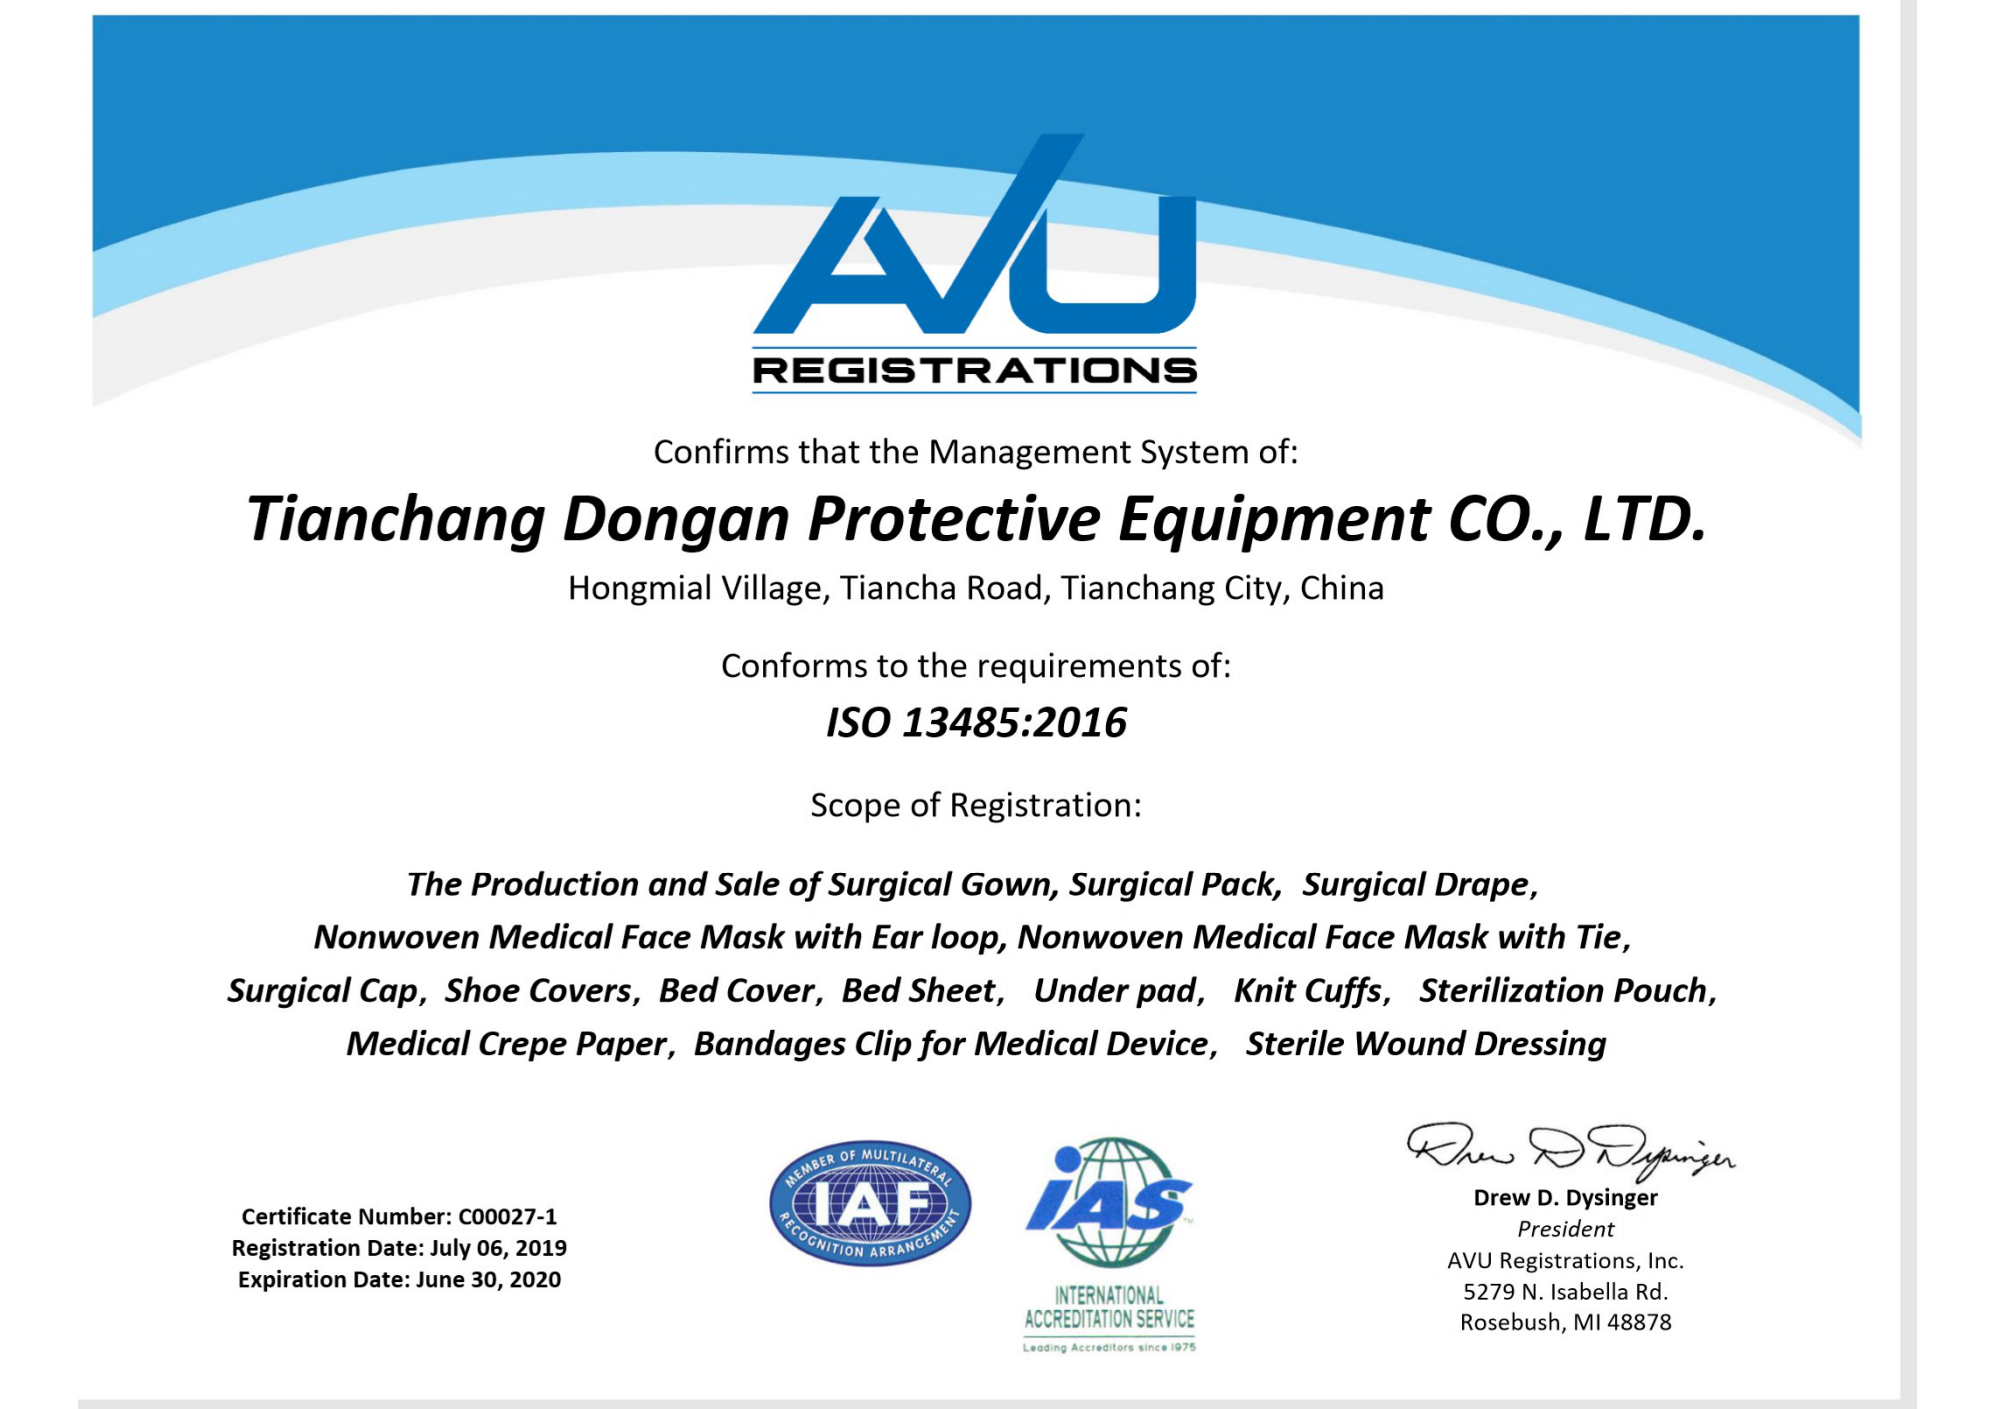 AVU
REGISTRATIONS
Confirms that the Management System of:
Tianchang Dongan Protective Equipment CO., LTD.
Hongmial Village, Tiancha Road, Tianchang City, China
Conforms to the requirements of:
ISO 13485:2016
Scope of Registration:
The Production and Sale of Surgical Gown, Surgical Pack, Surgical Drape,
Nonwoven Medical Face Mask with Ear loop, Nonwoven Medical Face Mask with Tie,
Surgical Cap, Shoe Covers, Bed Cover, Bed Sheet, Under pad, Knit Cuffs, Sterilization Pouch,
Medical Crepe Paper, Bandages Clip for Medical Device, Sterile Wound Dressing
Certificate Number: C00027-1
Registration Date: July 06, 2019
Expiration Date: June 30, 2020
MEMBER OF MULTILATERAL
IAF
RECOGNITION ARRANGEMENT
IAS™
INTERNATIONAL
ACCREDITATION SERVICE
Leading Accreditors since 1975
Drew D Dysinger
Drew D. Dysinger
President
AVU Registrations, Inc.
5279 N. Isabella Rd.
Rosebush, MI 48878